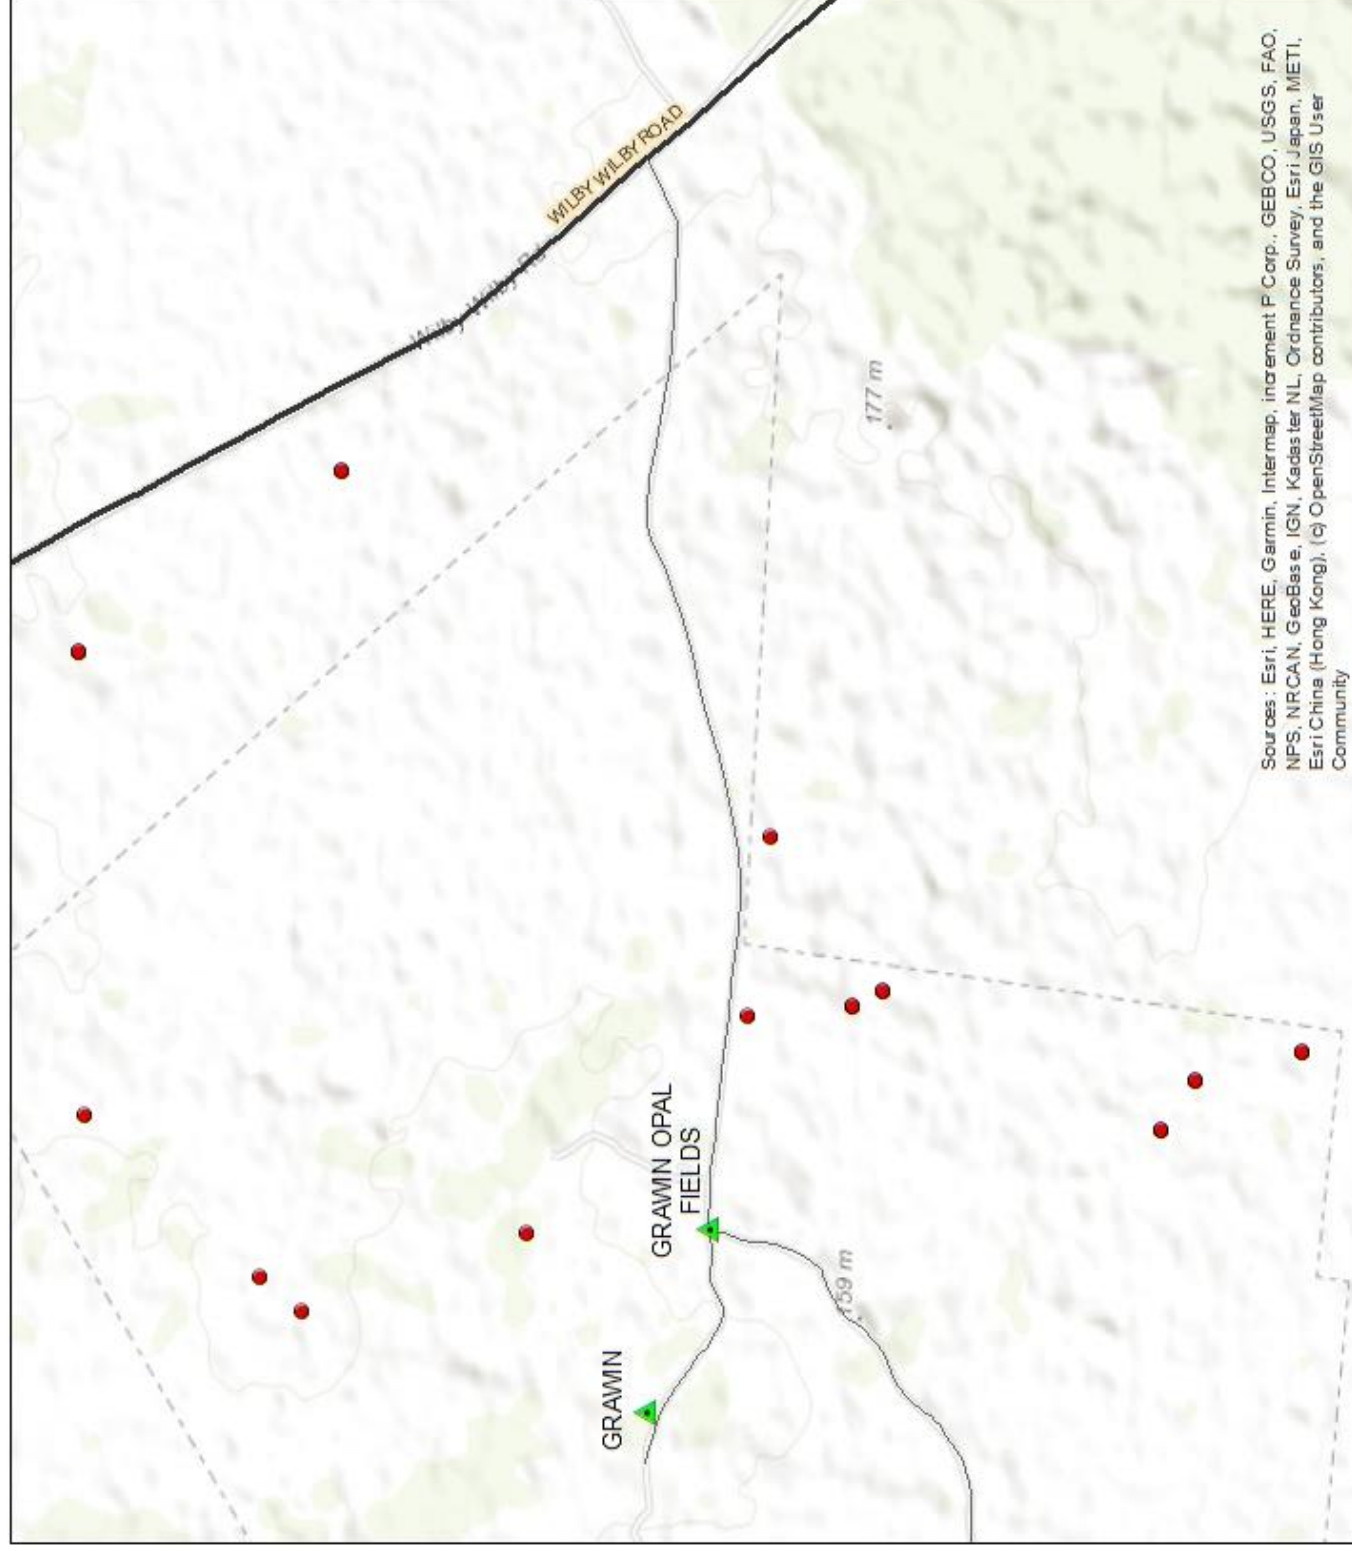 WILBY WILBY ROAD
Wilby Wilby Rd
177 m
GRAWIN OPAL
FIELDS
GRAWIN
159 m
Sources: Esri, HERE, Garmin, Intermap, increment P Corp., GEBCO, USGS, FAO,
NPS, NRCAN, GeoBase, IGN, Kadaster NL, Ordnance Survey, Esri Japan, METI,
Esri China (Hong Kong), (c) OpenStreetMap contributors, and the GIS User
Community